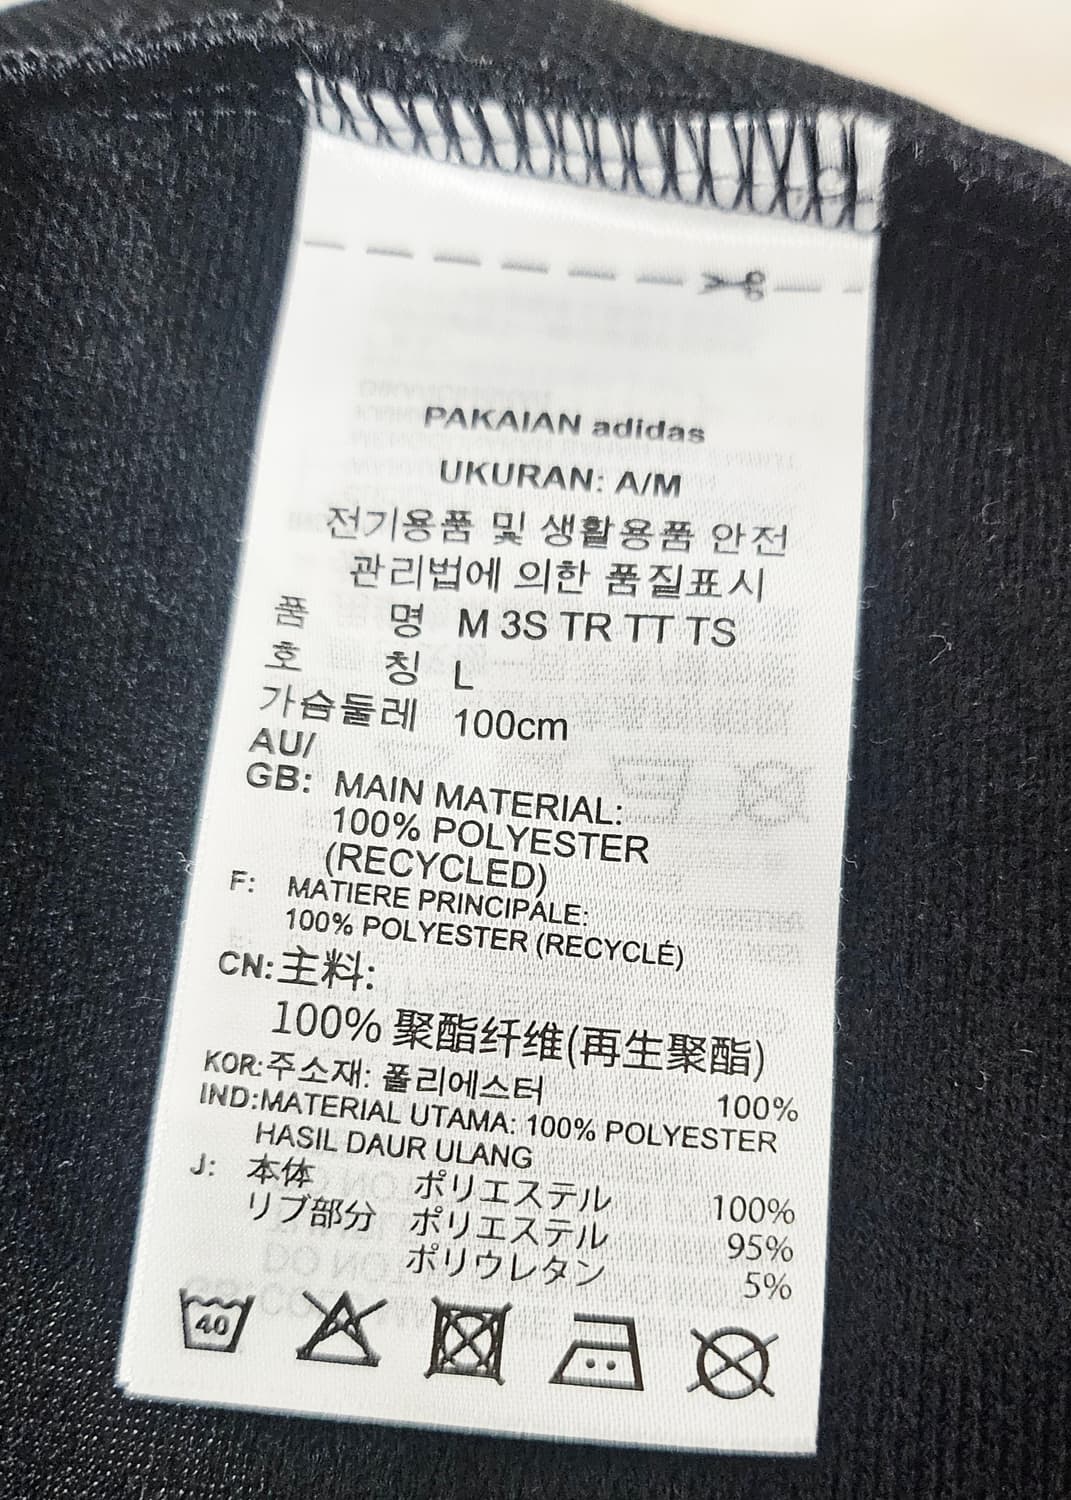 PAKAIAN adidas
UKURAN: A/M
전기용품 및 생활용품 안전
관리법에 의한 품질표시
품 명 M 3S TR TT TS
호 칭 L
가슴둘레 100cm
AU/
GB: MAIN MATERIAL:
100% POLYESTER
(RECYCLED)
F: MATIERE PRINCIPALE:
100% POLYESTER (RECYCLÉ)
CN:主料:
100% 聚酯纤维(再生聚酯)
KOR:주소재: 폴리에스터 100%
IND:MATERIAL UTAMA: 100% POLYESTER
HASIL DAUR ULANG
J: 本体 ポリエステル 100%
リブ部分 ポリエステル 95%
ポリウレタン 5%
40